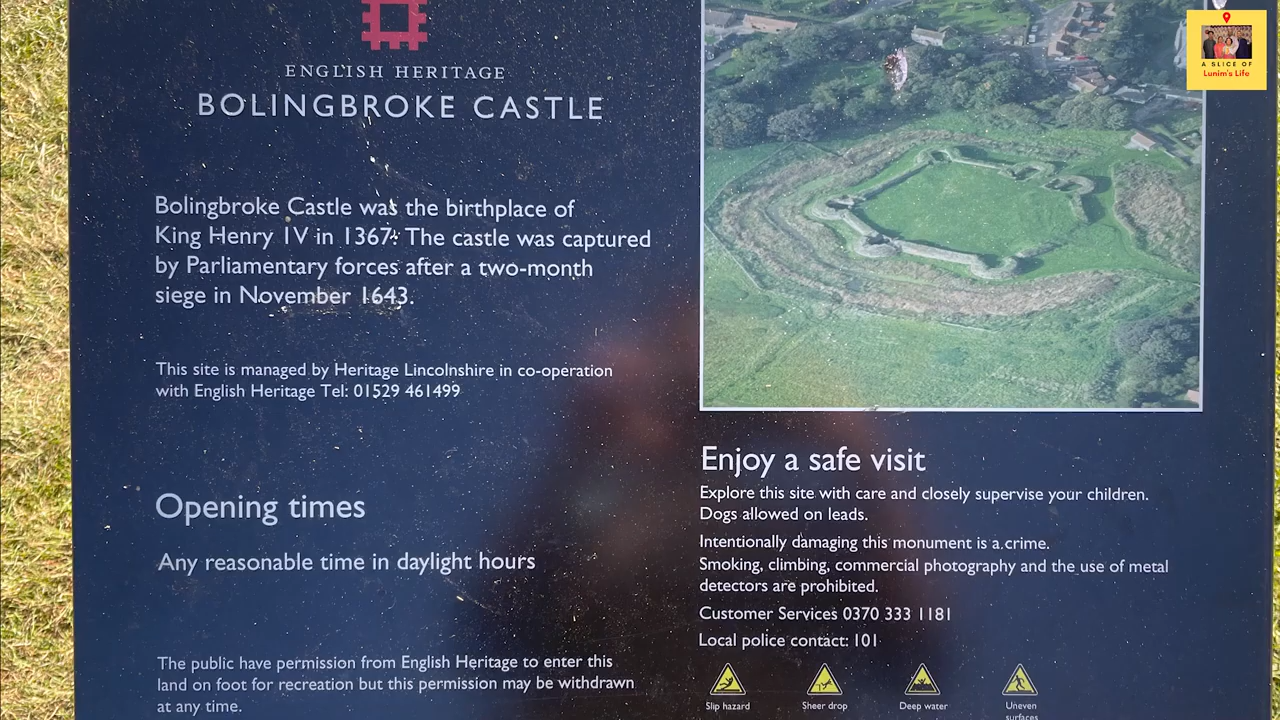 ENGLISH HERITAGE
BOLINGBROKE CASTLE
Bolingbroke Castle was the birthplace of
King Henry IV in 1367. The castle was captured
by Parliamentary forces after a two-month
siege in November 1643.
This site is managed by Heritage Lincolnshire in co-operation
with English Heritage Tel: 01529 461499
Opening times
Any reasonable time in daylight hours
The public have permission from English Heritage to enter this
land on foot for recreation but this permission may be withdrawn
at any time.
Enjoy a safe visit
Explore this site with care and closely supervise your children.
Dogs allowed on leads.
Intentionally damaging this monument is a crime.
Smoking, climbing, commercial photography and the use of metal
detectors are prohibited.
Customer Services 0370 333 1181
Local police contact: 101
Slip hazard
Sheer drop
Deep water
Uneven
surfaces
A SLICE OF
Lunim's Life